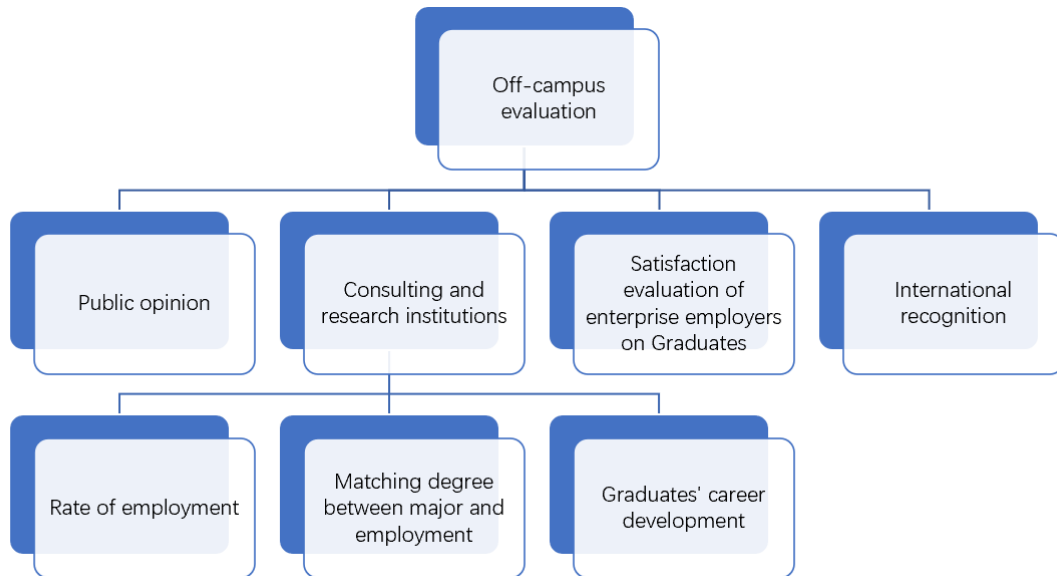 Off-campus
evaluation
Public opinion
Consulting and
research institutions
Satisfaction
evaluation of
enterprise employers
on Graduates
International
recognition
Rate of employment
Matching degree
between major and
employment
Graduates' career
development